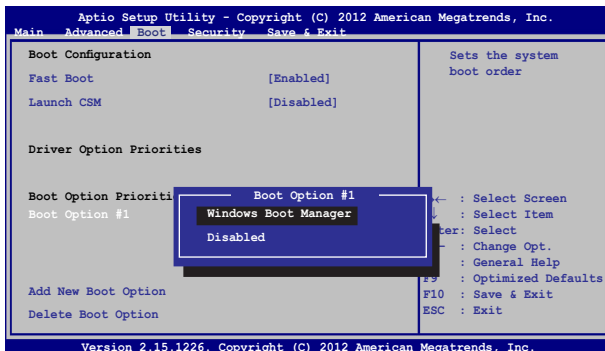 Aptio Setup Utility - Copyright (C) 2012 American Megatrends, Inc.
Main Advanced Boot Security Save & Exit
Boot Configuration
Fast Boot [Enabled]
Launch CSM [Disabled]
Driver Option Priorities
Boot Option Prioriti
Boot Option #1
Add New Boot Option
Delete Boot Option
Boot Option #1
Windows Boot Manager
Disabled
Sets the system
boot order
→← : Select Screen
↓ : Select Item
ter: Select
— : Change Opt.
: General Help
F9 : Optimized Defaults
F10 : Save & Exit
ESC : Exit
Version 2.15.1226. Copyright (C) 2012 American Megatrends, Inc.